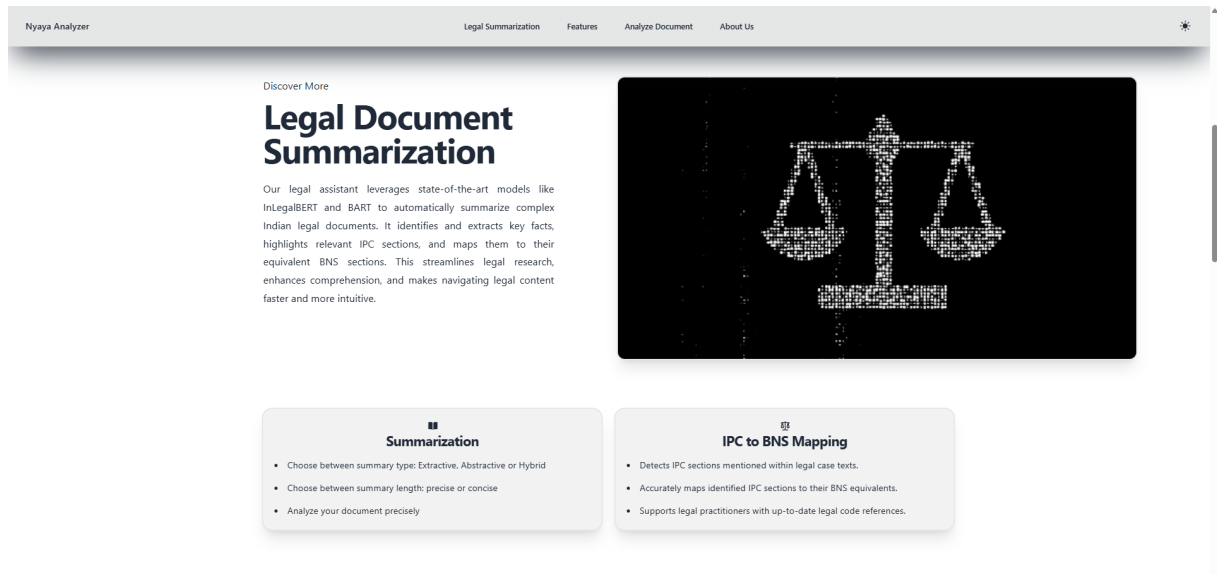 Nyaya Analyzer
Legal Summarization
Features
Analyze Document
About Us
Discover More
Legal Document
Summarization
Our legal assistant leverages state-of-the-art models like
InLegalBERT and BART to automatically summarize complex
Indian legal documents. It identifies and extracts key facts,
highlights relevant IPC sections, and maps them to their
equivalent BNS sections. This streamlines legal research,
enhances comprehension, and makes navigating legal content
faster and more intuitive.
Summarization
• Choose between summary type: Extractive, Abstractive or Hybrid
• Choose between summary length: precise or concise
• Analyze your document precisely
IPC to BNS Mapping
• Detects IPC sections mentioned within legal case texts.
• Accurately maps identified IPC sections to their BNS equivalents.
• Supports legal practitioners with up-to-date legal code references.